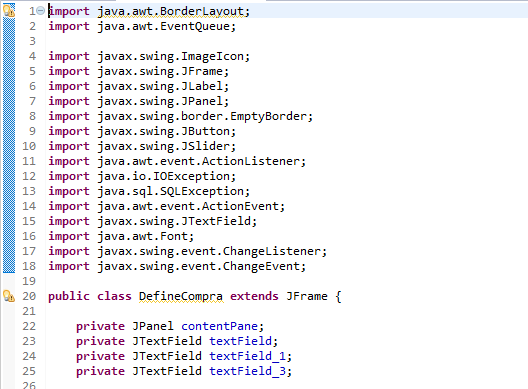 1 import java.awt.BorderLayout;
2 import java.awt.EventQueue;
3
4 import javax.swing.ImageIcon;
5 import javax.swing.JFrame;
6 import javax.swing.JLabel;
7 import javax.swing.JPanel;
8 import javax.swing.border.EmptyBorder;
9 import javax.swing.JButton;
10 import javax.swing.JSlider;
11 import java.awt.event.ActionListener;
12 import java.io.IOException;
13 import java.sql.SQLException;
14 import java.awt.event.ActionEvent;
15 import javax.swing.JTextField;
16 import java.awt.Font;
17 import javax.swing.event.ChangeListener;
18 import javax.swing.event.ChangeEvent;
19
20 public class DefineCompra extends JFrame {
21
22     private JPanel contentPane;
23     private JTextField textField;
24     private JTextField textField_1;
25     private JTextField textField_3;
26